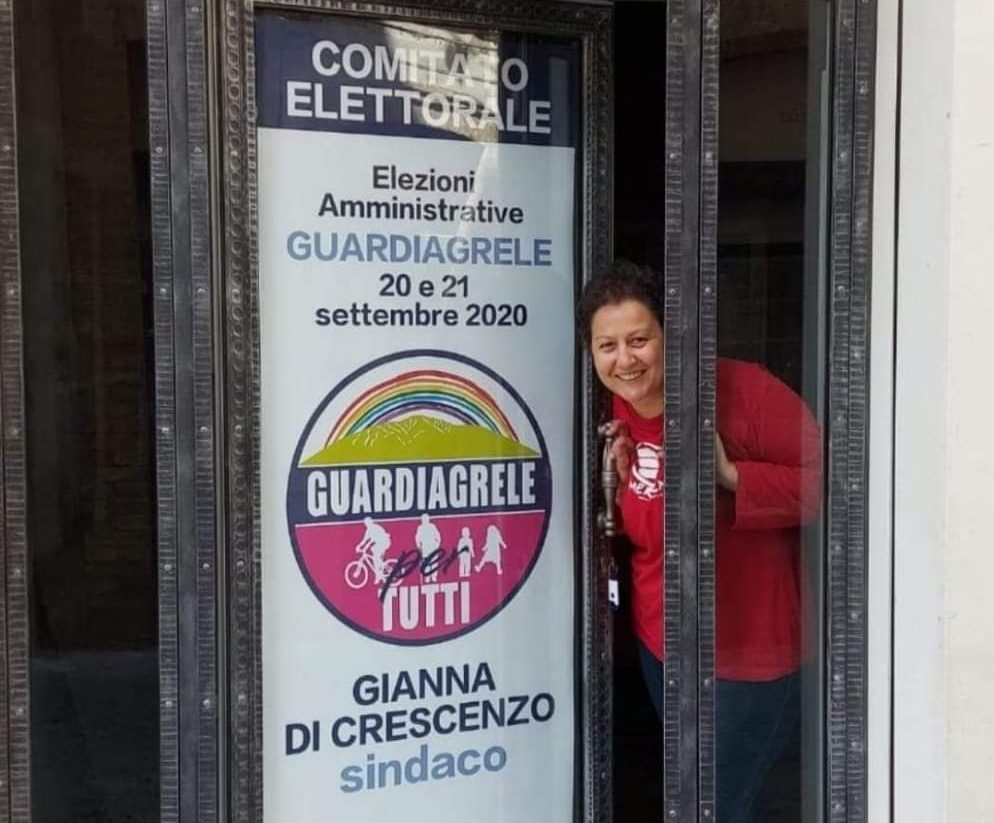 COMITATO
ELETTORALE
Elezioni
Amministrative
GUARDIAGRELE
20 e 21
settembre 2020
GUARDIAGRELE
per
TUTTI
GIANNA
DI CRESCENZO
sindaco